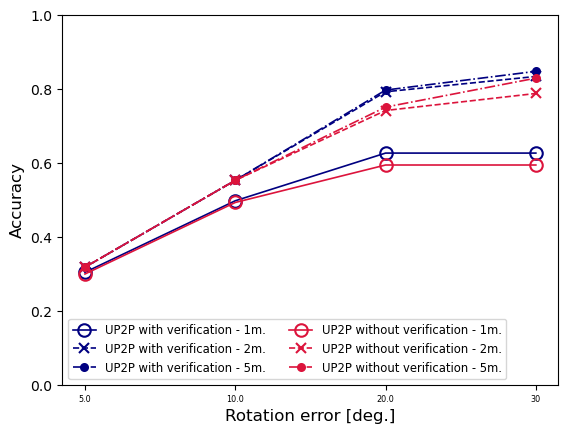 1.0
0.8
0.6
0.4
0.2
0.0
Accuracy
UP2P with verification - 1m.
UP2P with verification - 2m.
UP2P with verification - 5m.
UP2P without verification - 1m.
UP2P without verification - 2m.
UP2P without verification - 5m.
5.0 10.0 20.0 30
Rotation error [deg.]